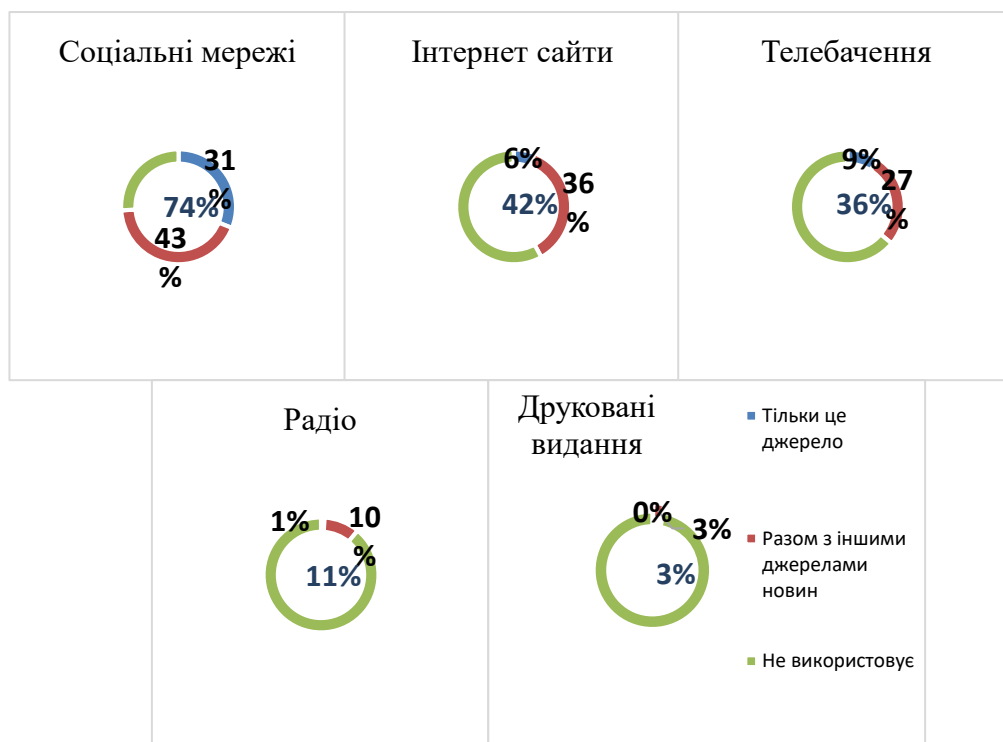 Соціальні мережі
31
%
74%
43
%
Інтернет сайти
6%
36
%
42%
Телебачення
9%
27
%
36%
Радіо
1%
10
%
11%
Друковані
видання
0%
3%
3%
Тільки це
джерело
Разом з іншими
джерелами
новин
Не використовує